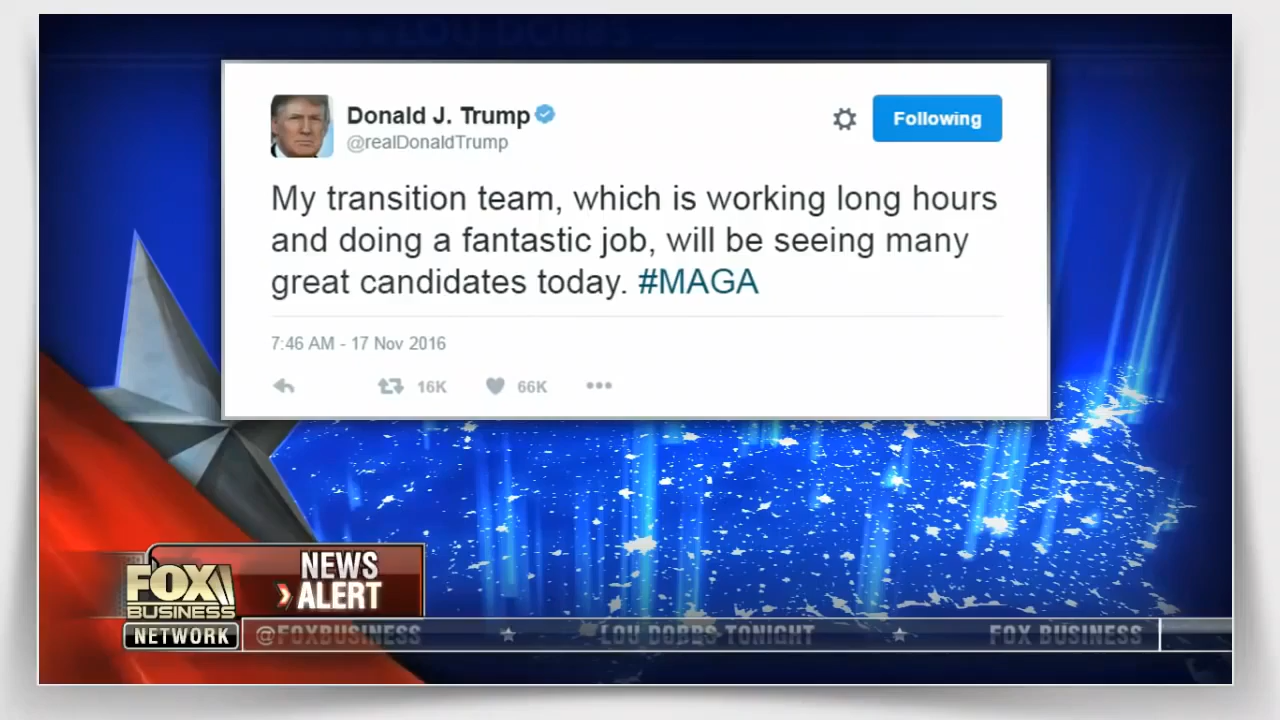 Donald J. Trump
@realDonaldTrump
Following
My transition team, which is working long hours
and doing a fantastic job, will be seeing many
great candidates today. #MAGA
7:46 AM - 17 Nov 2016
16K
66K
NEWS
ALERT
FOX
BUSINESS
NETWORK
@FOXBUSINESS
LOU DOBBS TONIGHT
FOX BUSINESS
LOU DOBBS